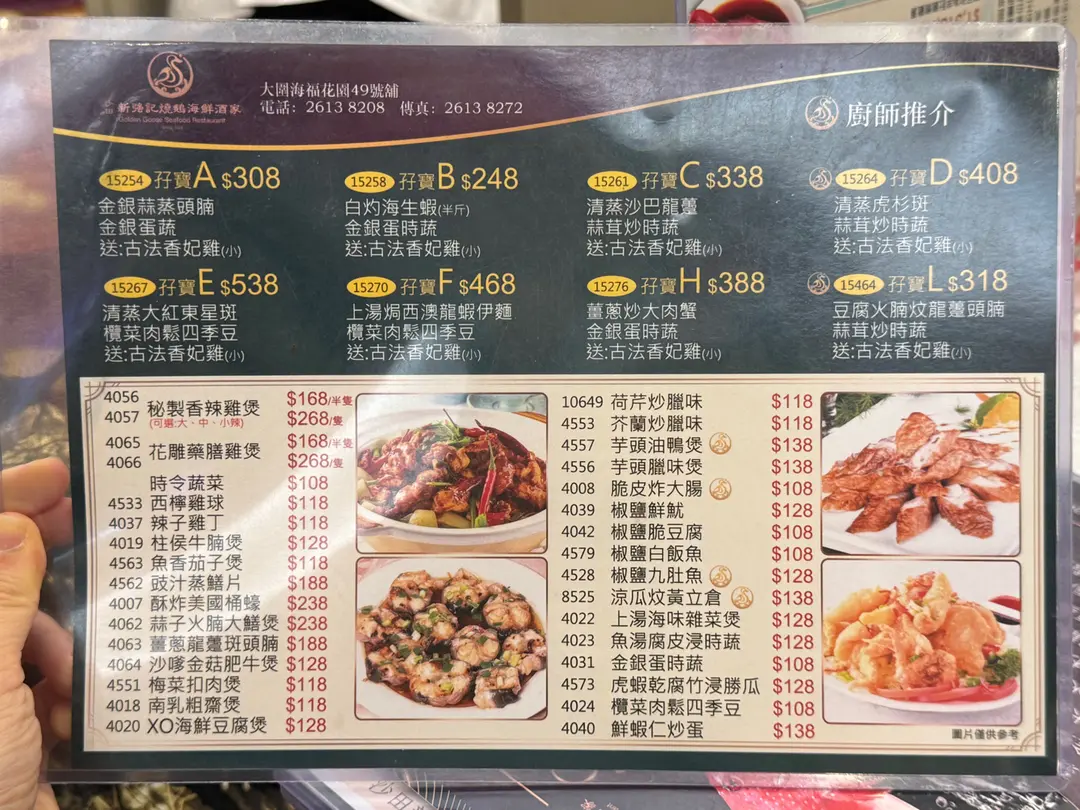 新鴻記燒鵝海鮮酒家
Golden Goose Seafood Restaurant
大圍海福花園49號舖
電話：2613 8208 傳真：2613 8272
廚師推介
15254 孖寶A $308
金銀蒜蒸頭腩
金銀蛋蔬
送:古法香妃雞(小)
15258 孖寶B $248
白灼海生蝦(半斤)
金銀蛋時蔬
送:古法香妃雞(小)
15261 孖寶C $338
清蒸沙巴龍躉
蒜茸炒時蔬
送:古法香妃雞(小)
15264 孖寶D $408
清蒸虎杉斑
蒜茸炒時蔬
送:古法香妃雞(小)
15267 孖寶E $538
清蒸大紅東星斑
欖菜肉鬆四季豆
送:古法香妃雞(小)
15270 孖寶F $468
上湯焗西澳龍蝦伊麵
欖菜肉鬆四季豆
送:古法香妃雞(小)
15276 孖寶H $388
薑蔥炒大肉蟹
金銀蛋時蔬
送:古法香妃雞(小)
15464 孖寶L $318
豆腐火腩炆龍躉頭腩
蒜茸炒時蔬
送:古法香妃雞(小)
4056 秘製香辣雞煲 $168/半隻
4057 (可選:大、中、小辣) $268/隻
4065 花雕藥膳雞煲 $168/半隻
4066 $268/隻
時令蔬菜 $108
4533 西檸雞球 $118
4037 辣子雞丁 $118
4019 柱侯牛腩煲 $128
4563 魚香茄子煲 $118
4562 豉汁蒸鱔片 $188
4007 酥炸美國桶蠔 $238
4062 蒜子火腩大鱔煲 $238
4063 薑蔥龍躉斑頭腩 $188
4064 沙嗲金菇肥牛煲 $128
4551 梅菜扣肉煲 $118
4018 南乳粗齋煲 $118
4020 XO海鮮豆腐煲 $128
10649 荷芹炒臘味 $118
4553 芥蘭炒臘味 $118
4557 芋頭油鴨煲 $138
4556 芋頭臘味煲 $138
4008 脆皮炸大腸 $108
4039 椒鹽鮮魷 $128
4042 椒鹽脆豆腐 $108
4579 椒鹽白飯魚 $108
4528 椒鹽九肚魚 $128
8525 涼瓜炆黃立倉 $138
4022 上湯海味雜菜煲 $128
4023 魚湯腐皮浸時蔬 $128
4031 金銀蛋時蔬 $108
4573 虎蝦乾腐竹浸勝瓜 $128
4024 欖菜肉鬆四季豆 $108
4040 鮮蝦仁炒蛋 $138
圖片僅供參考